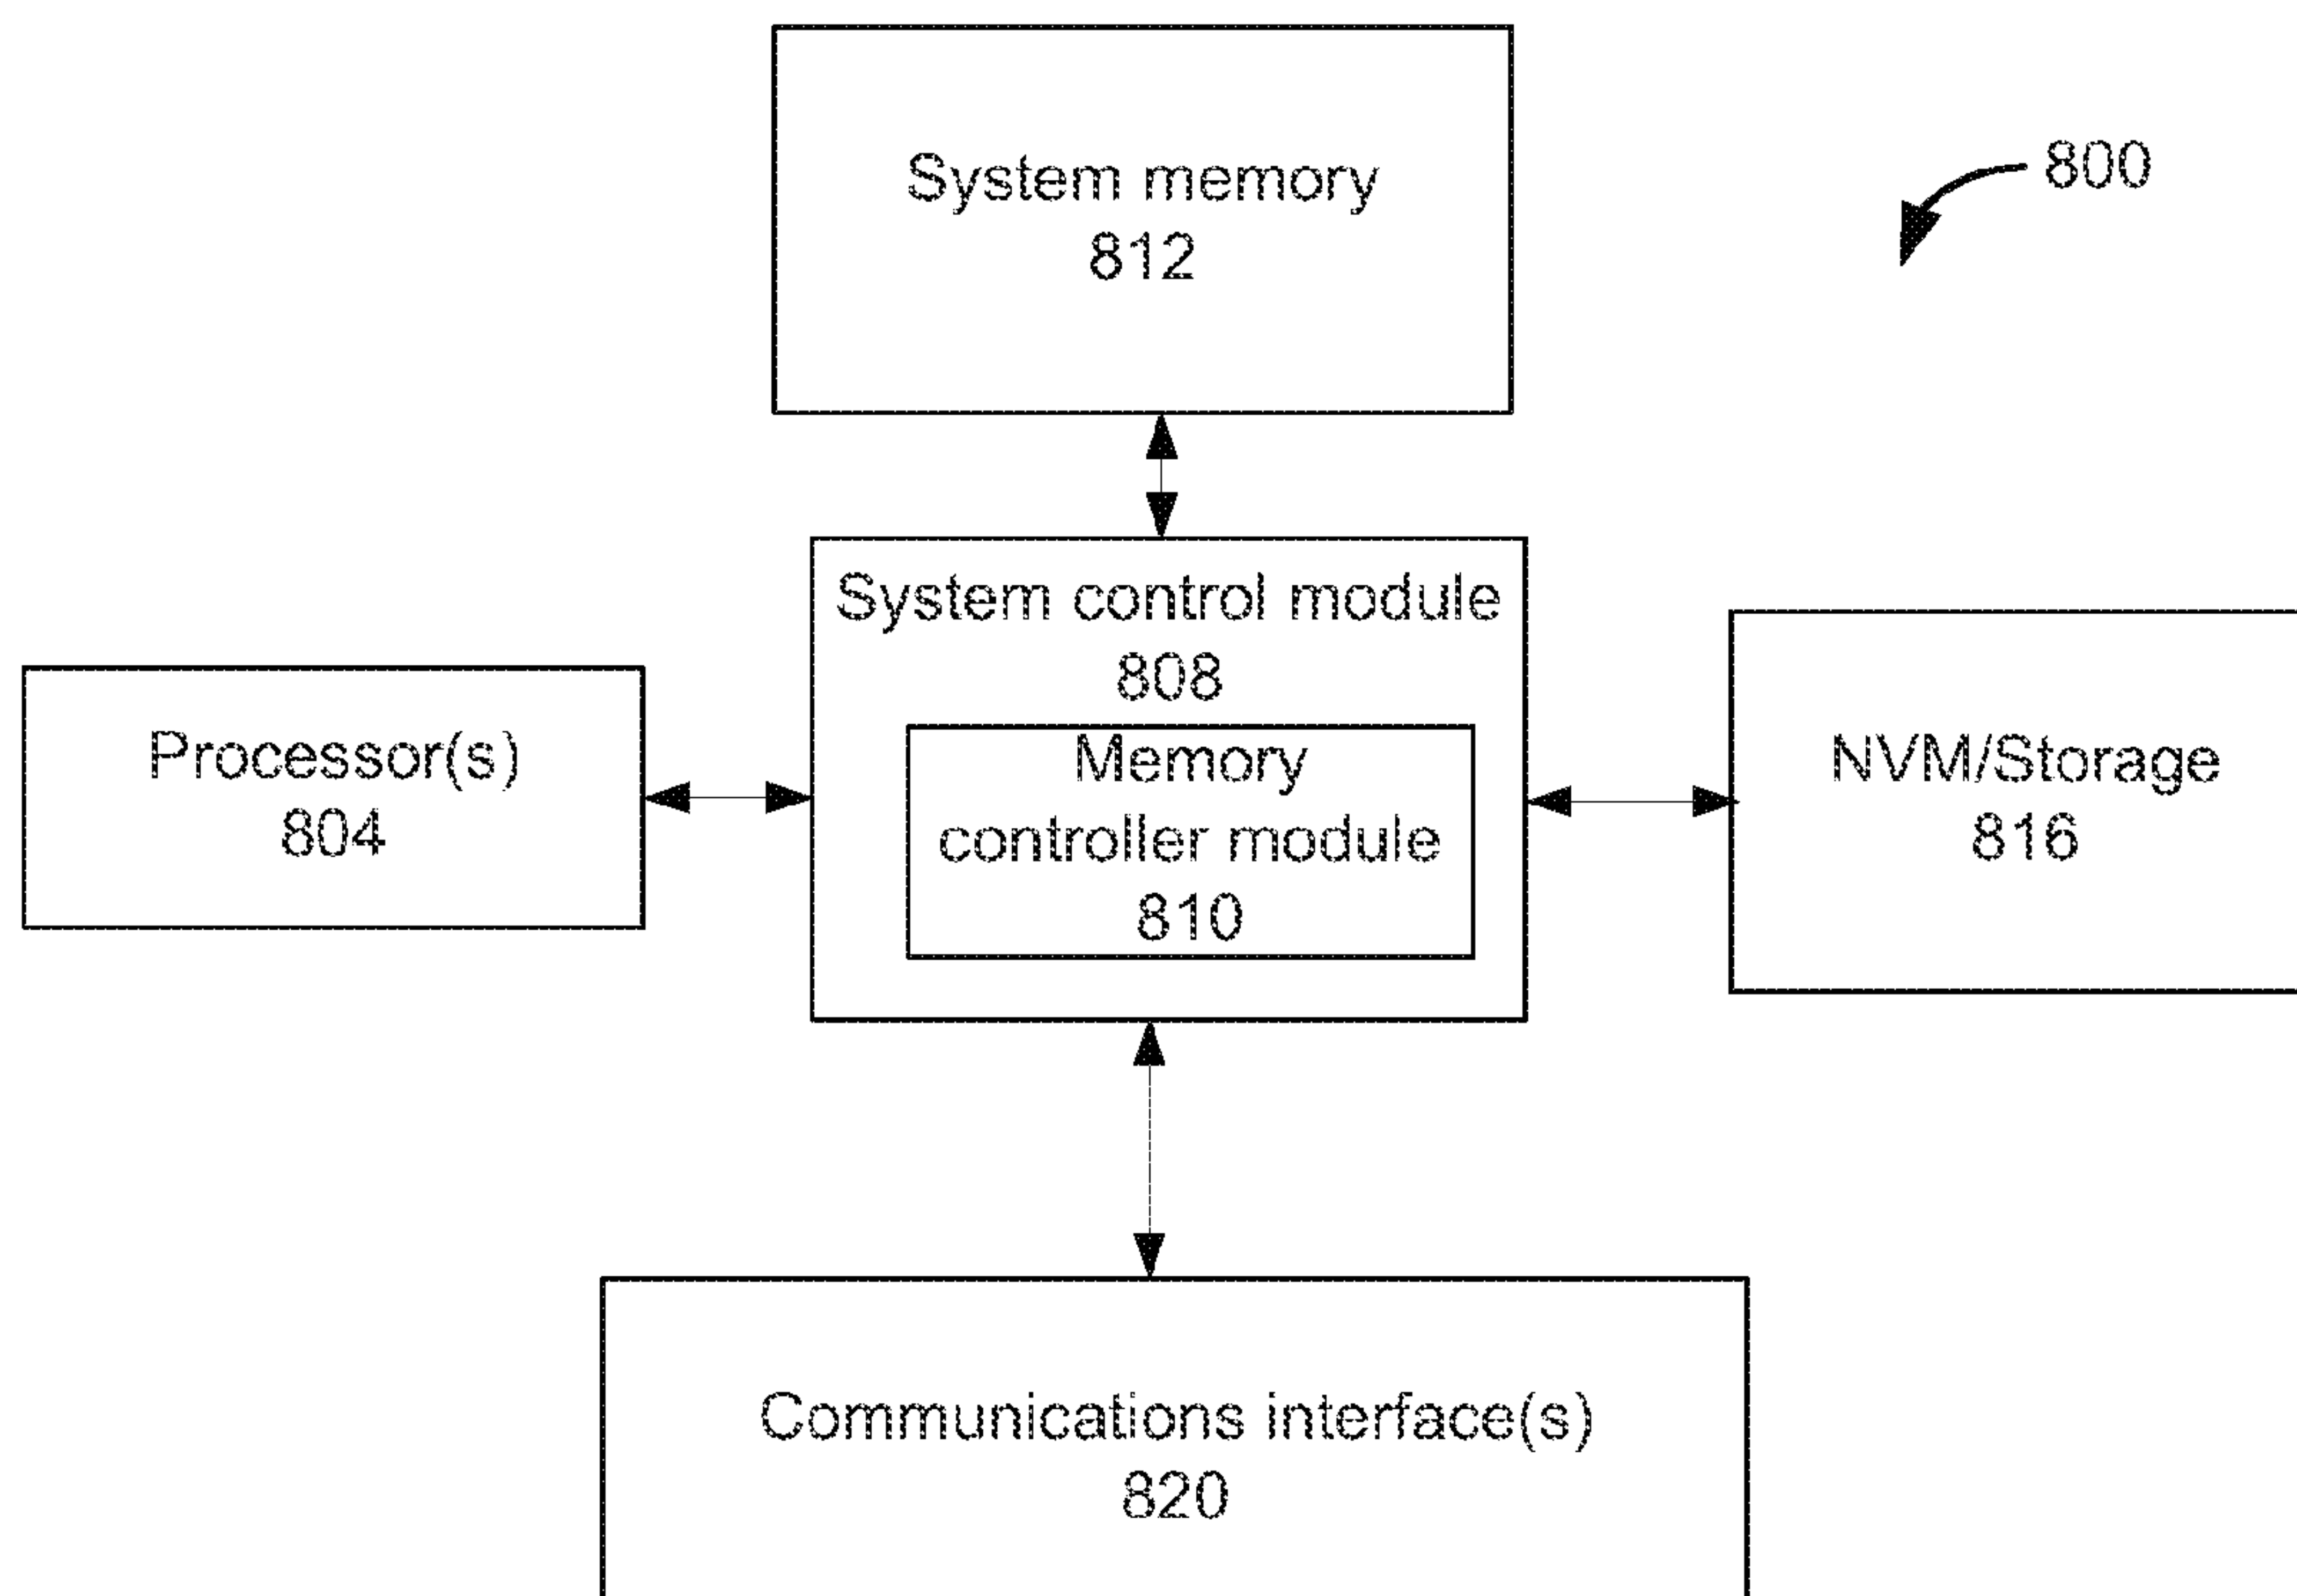 System memory
812
800
System control module
808
Processor(s)
804
Memory
controller module
810
NVM/Storage
816
Communications interface(s)
820